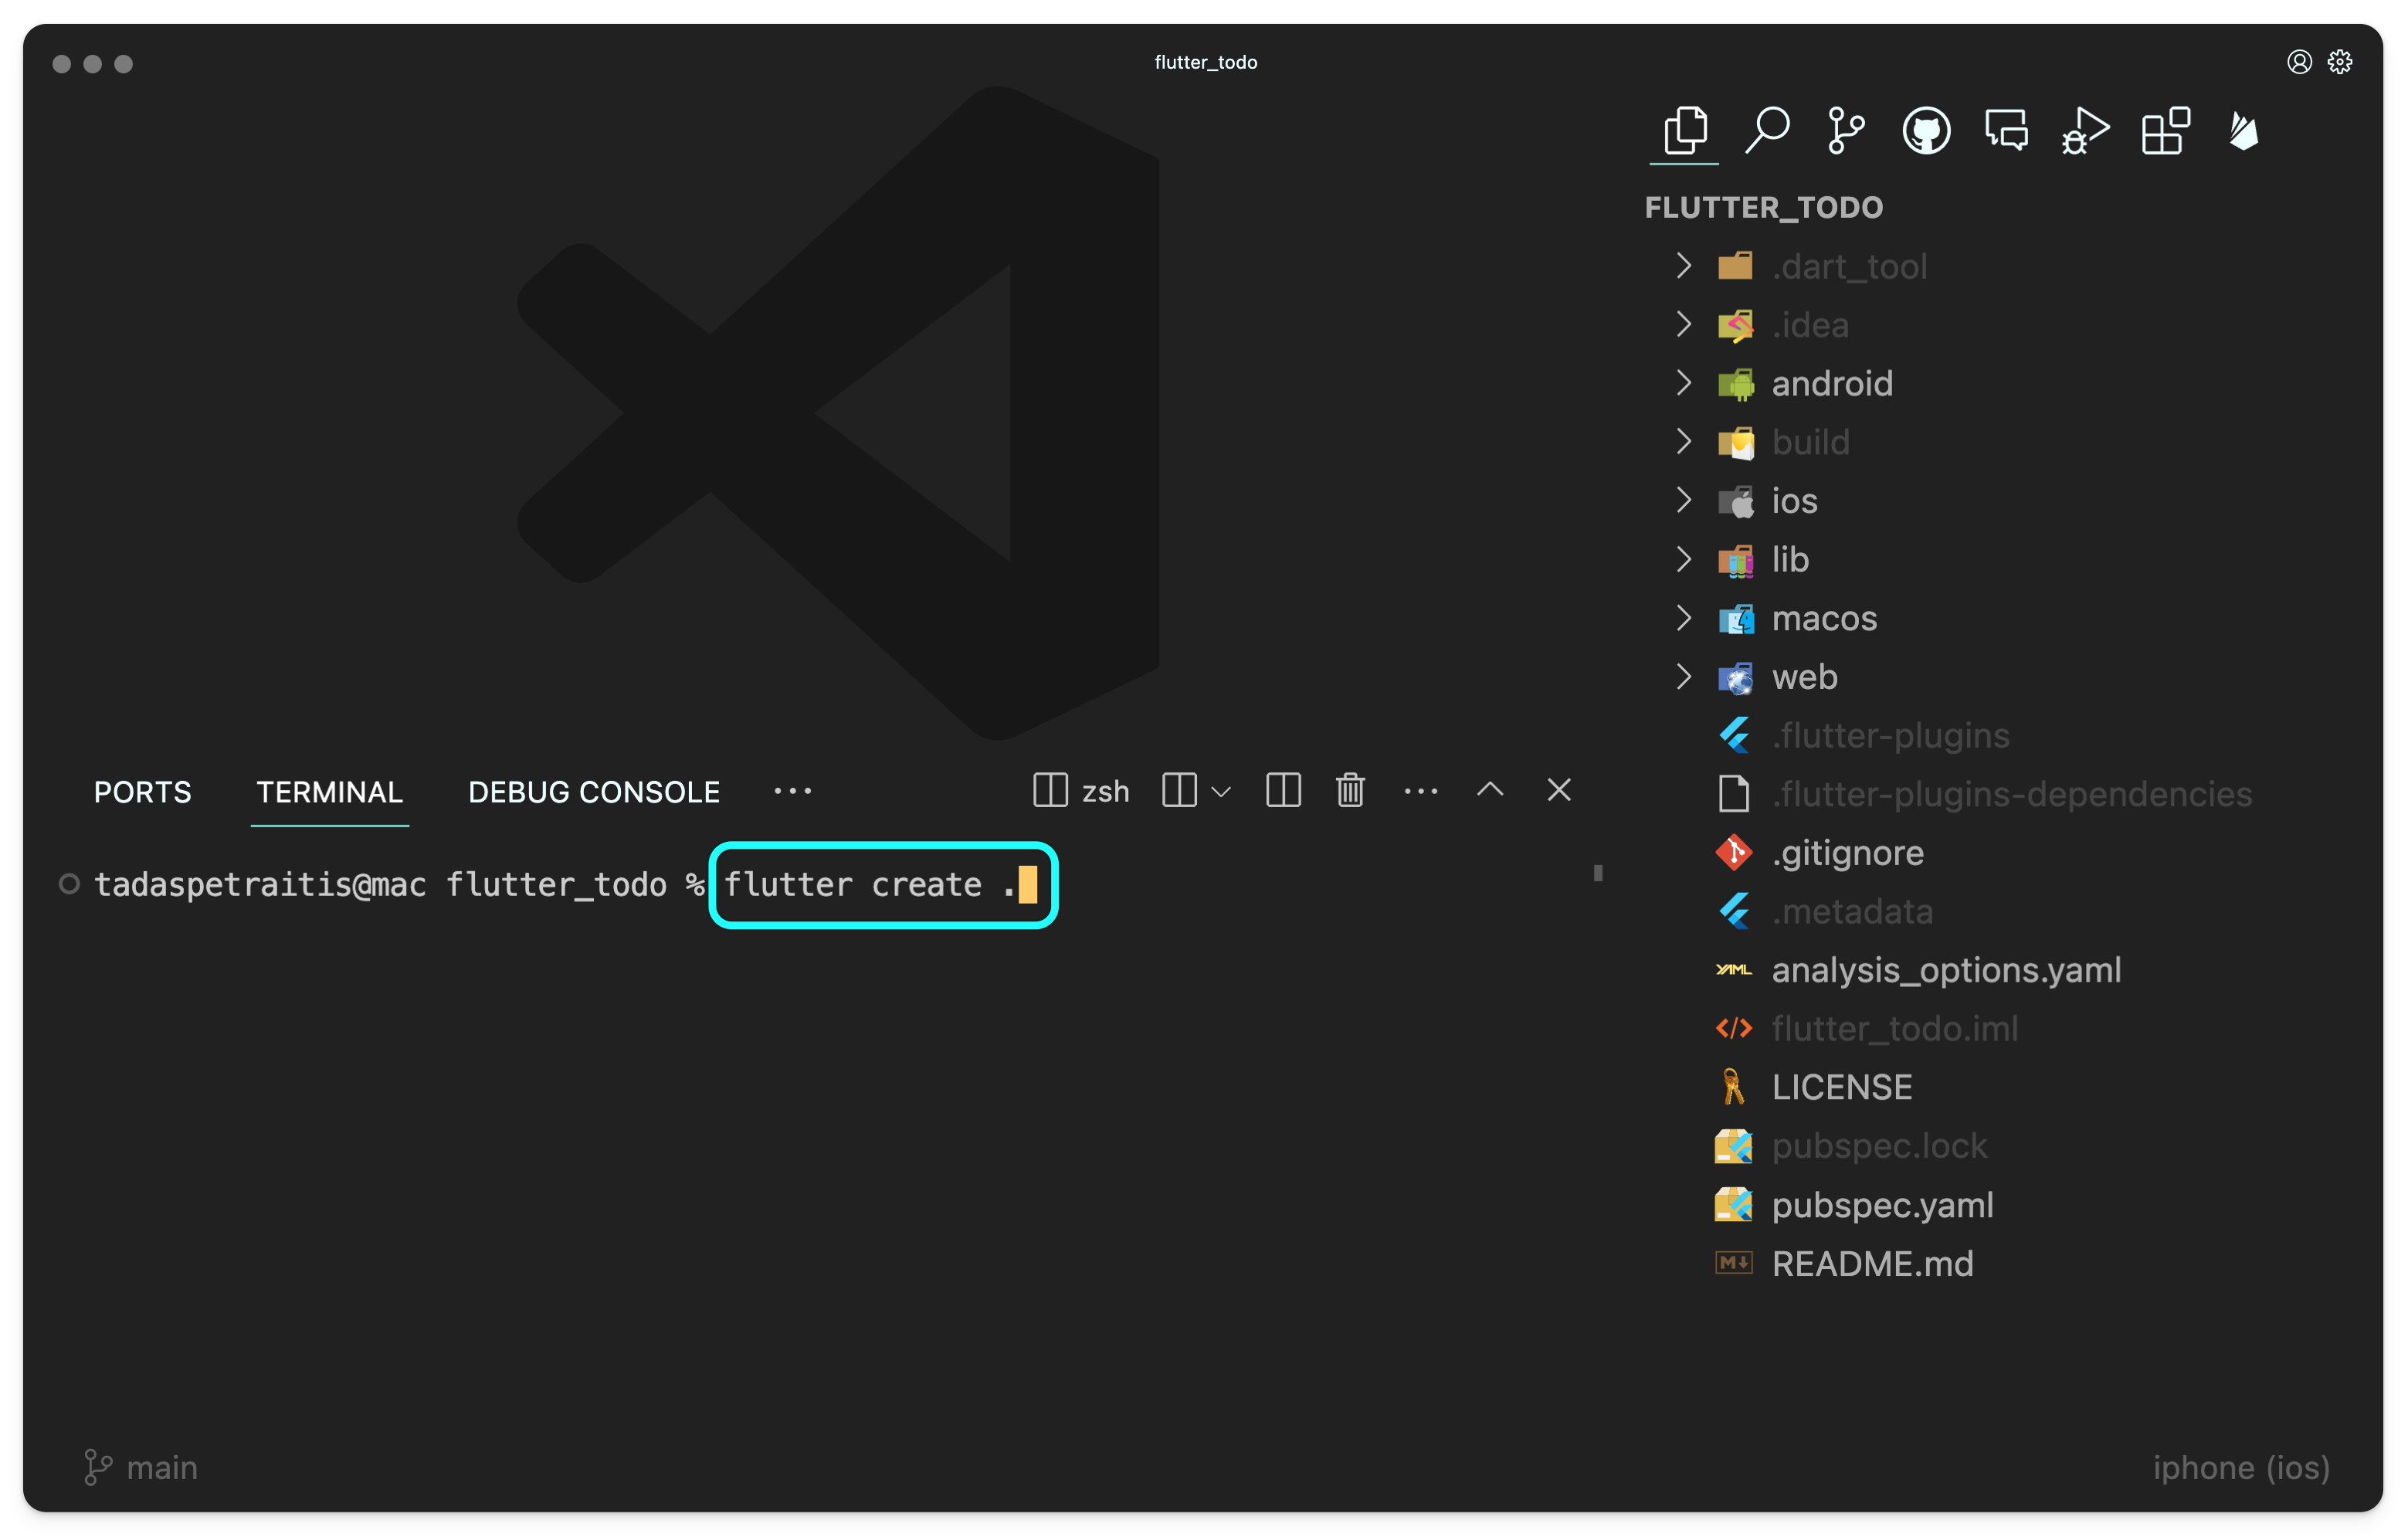 flutter_todo
FLUTTER_TODO
.dart_tool
.idea
android
build
ios
lib
macos
web
.flutter-plugins
.flutter-plugins-dependencies
.gitignore
.metadata
YAML analysis_options.yaml
flutter_todo.iml
LICENSE
pubspec.lock
pubspec.yaml
M README.md
PORTS TERMINAL DEBUG CONSOLE ... zsh ...
tadaspetraitis@mac flutter_todo % flutter create .
main iphone (ios)